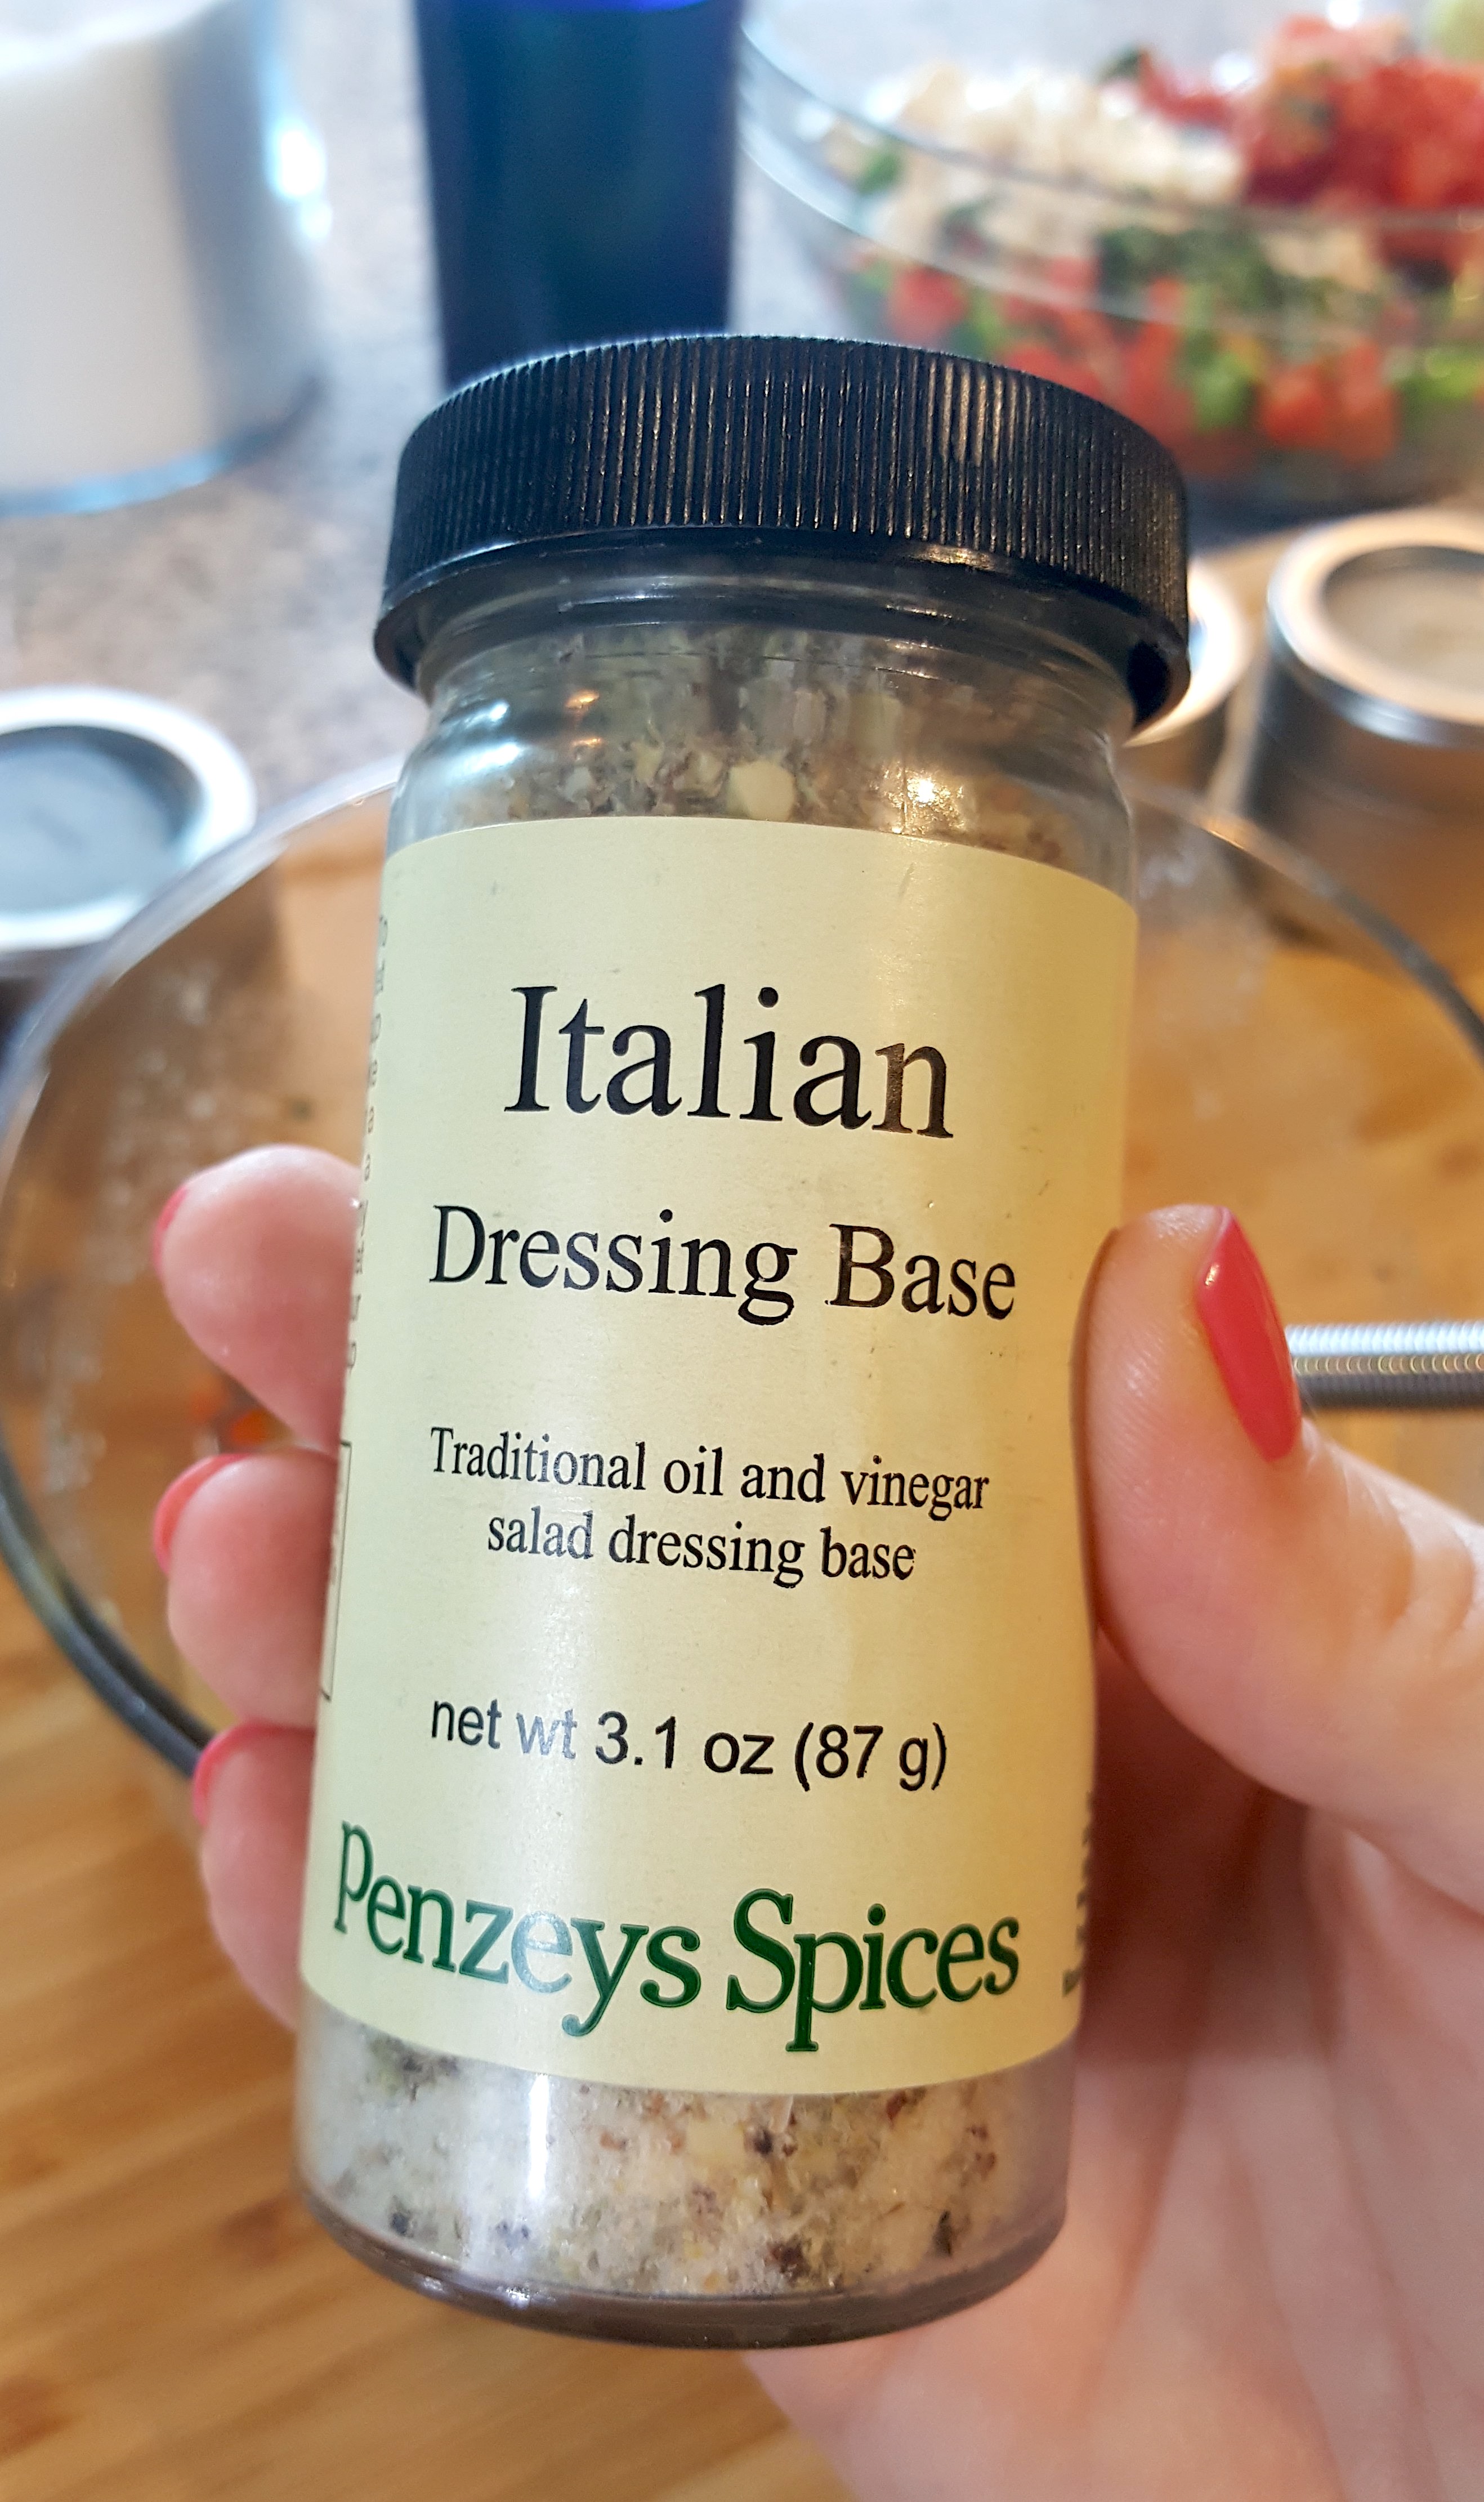 Italian
Dressing Base
Traditional oil and vinegar
salad dressing base
net wt 3.1 oz (87 g)
Penzeys Spices